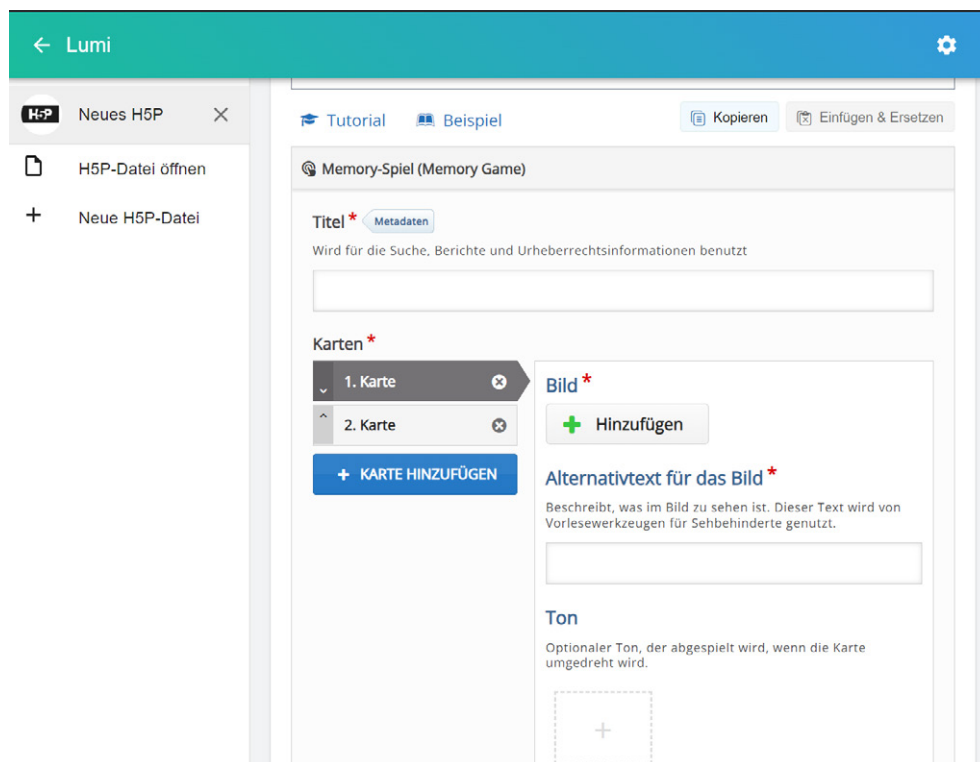 Lumi
H5P Neues H5P
H5P-Datei öffnen
Neue H5P-Datei
Tutorial Beispiel Kopieren Einfügen & Ersetzen
Memory-Spiel (Memory Game)
Titel* Metadaten
Wird für die Suche, Berichte und Urheberrechtsinformationen benutzt
Karten*
1. Karte
2. Karte
+ KARTE HINZUFÜGEN
Bild*
Hinzufügen
Alternativtext für das Bild*
Beschreibt, was im Bild zu sehen ist. Dieser Text wird von
Vorlesewerkzeugen für Sehbehinderte genutzt.
Ton
Optionaler Ton, der abgespielt wird, wenn die Karte
umgedreht wird.